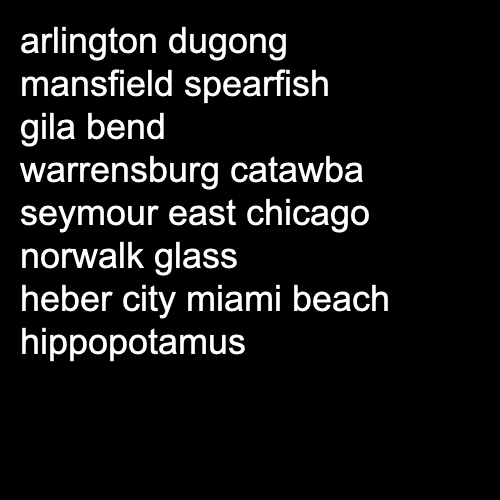 arlington dugong
mansfield spearfish
gila bend
warrensburg catawba
seymour east chicago
norwalk glass
heber city miami beach
hippopotamus